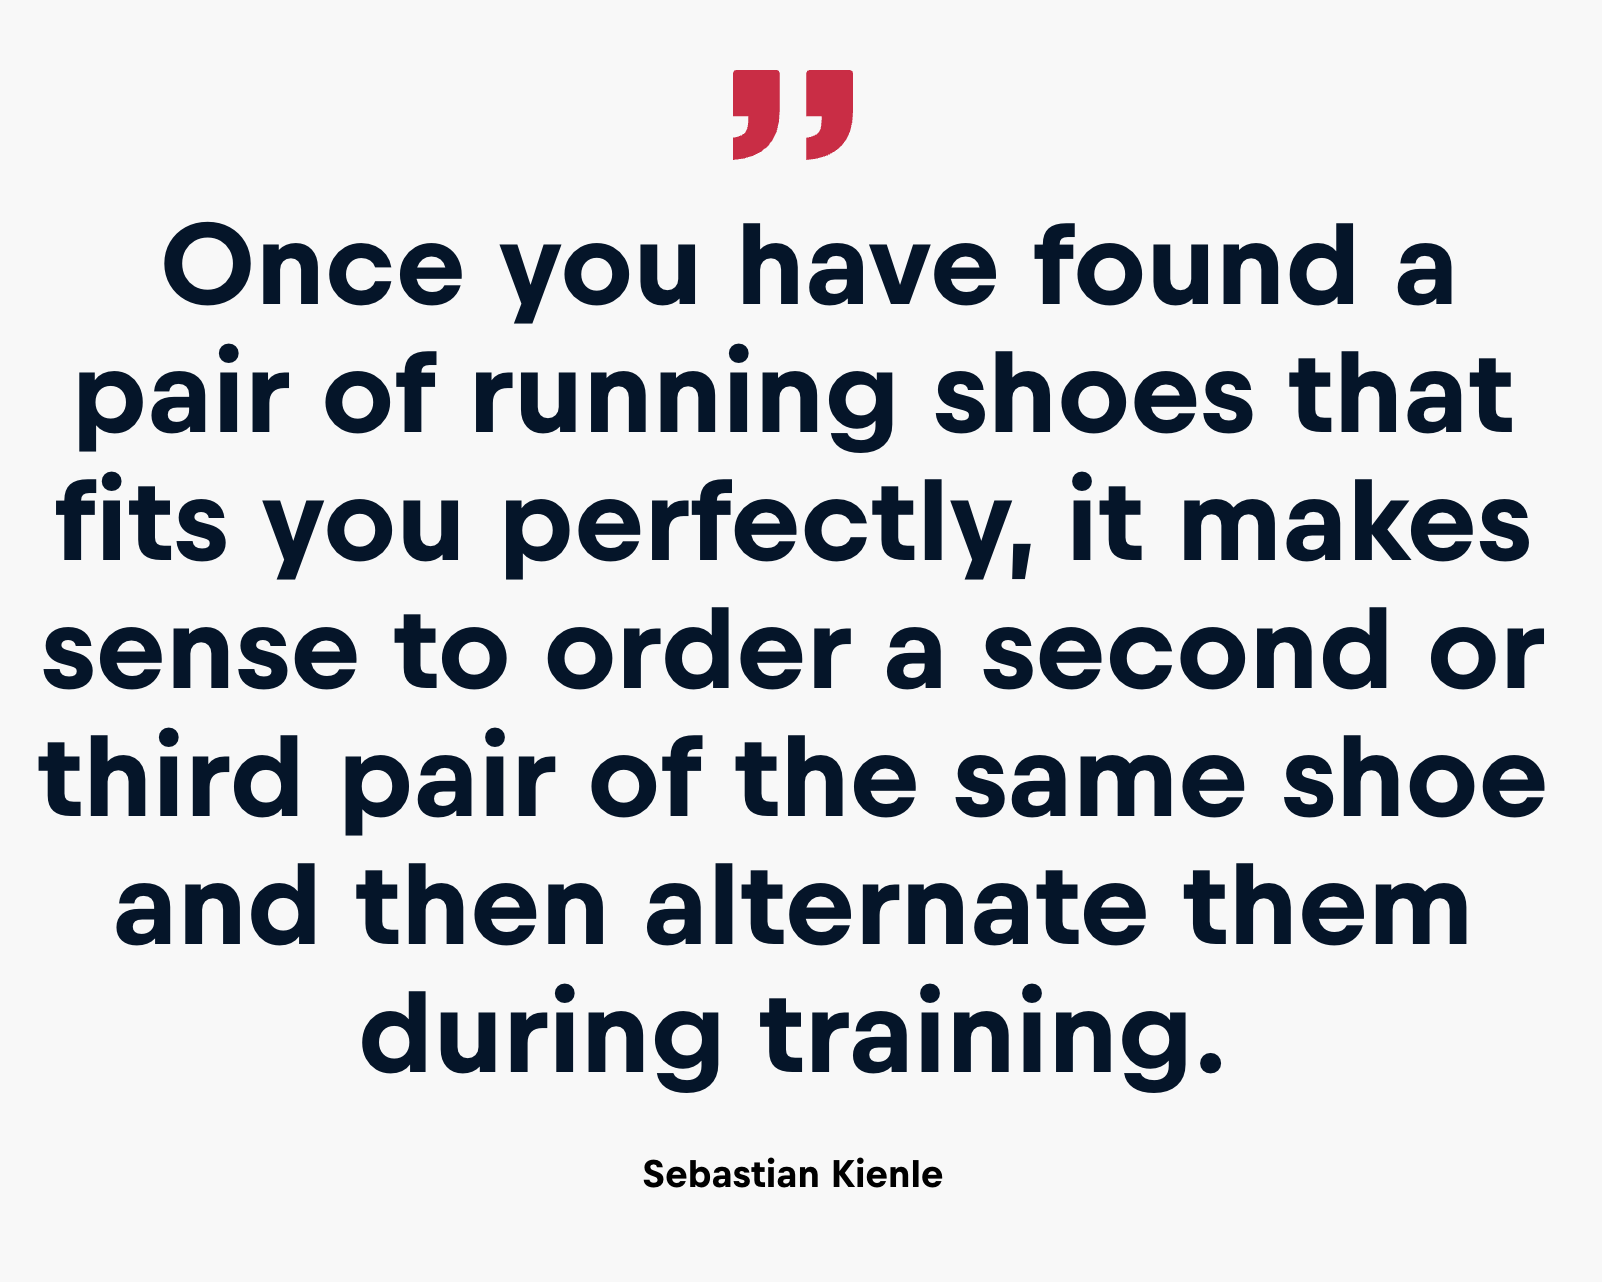 ”
Once you have found a
pair of running shoes that
fits you perfectly, it makes
sense to order a second or
third pair of the same shoe
and then alternate them
during training.
Sebastian Kienle